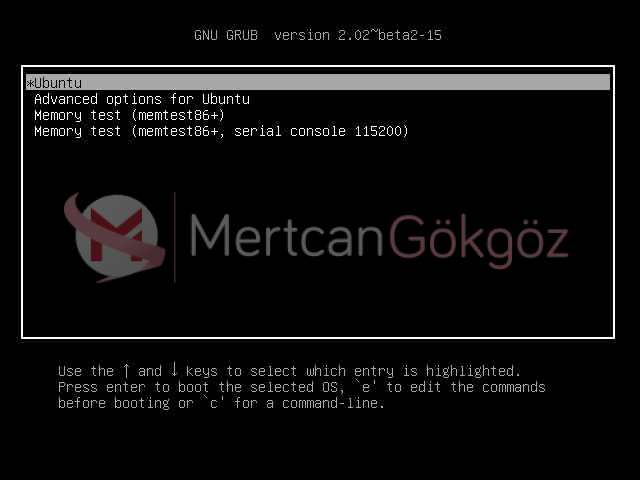 GNU GRUB  version 2.02~beta2-15
*Ubuntu
Advanced options for Ubuntu
Memory test (memtest86+)
Memory test (memtest86+, serial console 115200)
M MertcanGökgöz
Use the ↑ and ↓ keys to select which entry is highlighted.
Press enter to boot the selected OS, `e' to edit the commands
before booting or `c' for a command-line.